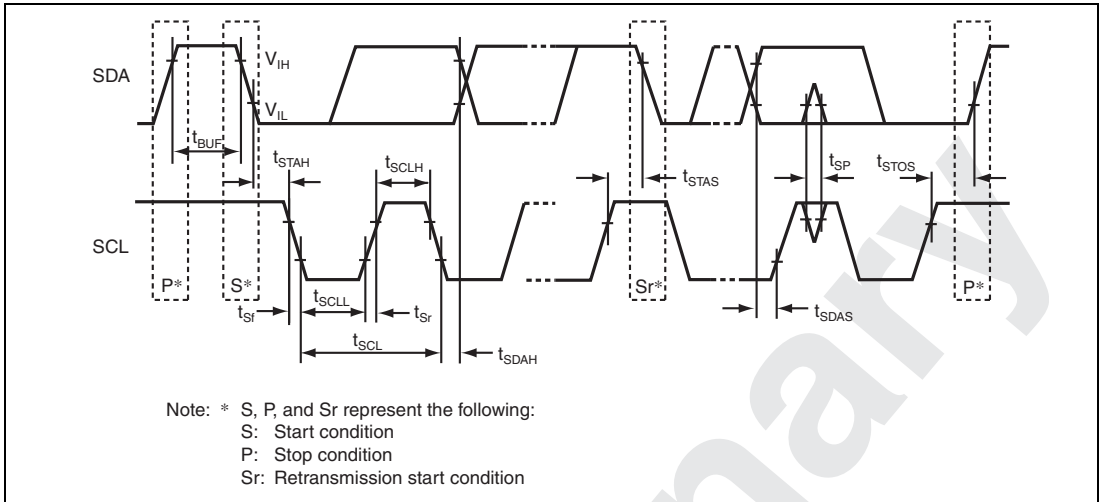 SDA
V_IH
V_IL
t_BUF
t_STAH
t_SCLH
t_STAS
t_SP
t_STOS
SCL
P*
S*
Sr*
P*
t_Sf
t_SCLL
t_Sr
t_SDAS
t_SCL
t_SDAH
Note: * S, P, and Sr represent the following:
S: Start condition
P: Stop condition
Sr: Retransmission start condition
nary